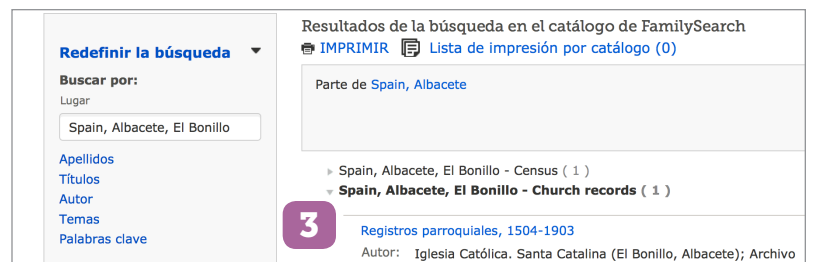 Redefinir la búsqueda
Buscar por:
Lugar
Spain, Albacete, El Bonillo
Apellidos
Títulos
Autor
Temas
Palabras clave
Resultados de la búsqueda en el catálogo de FamilySearch
IMPRIMIR Lista de impresión por catálogo (0)
Parte de Spain, Albacete
Spain, Albacete, El Bonillo - Census ( 1 )
Spain, Albacete, El Bonillo - Church records ( 1 )
3
Registros parroquiales, 1504-1903
Autor: Iglesia Católica. Santa Catalina (El Bonillo, Albacete); Archivo